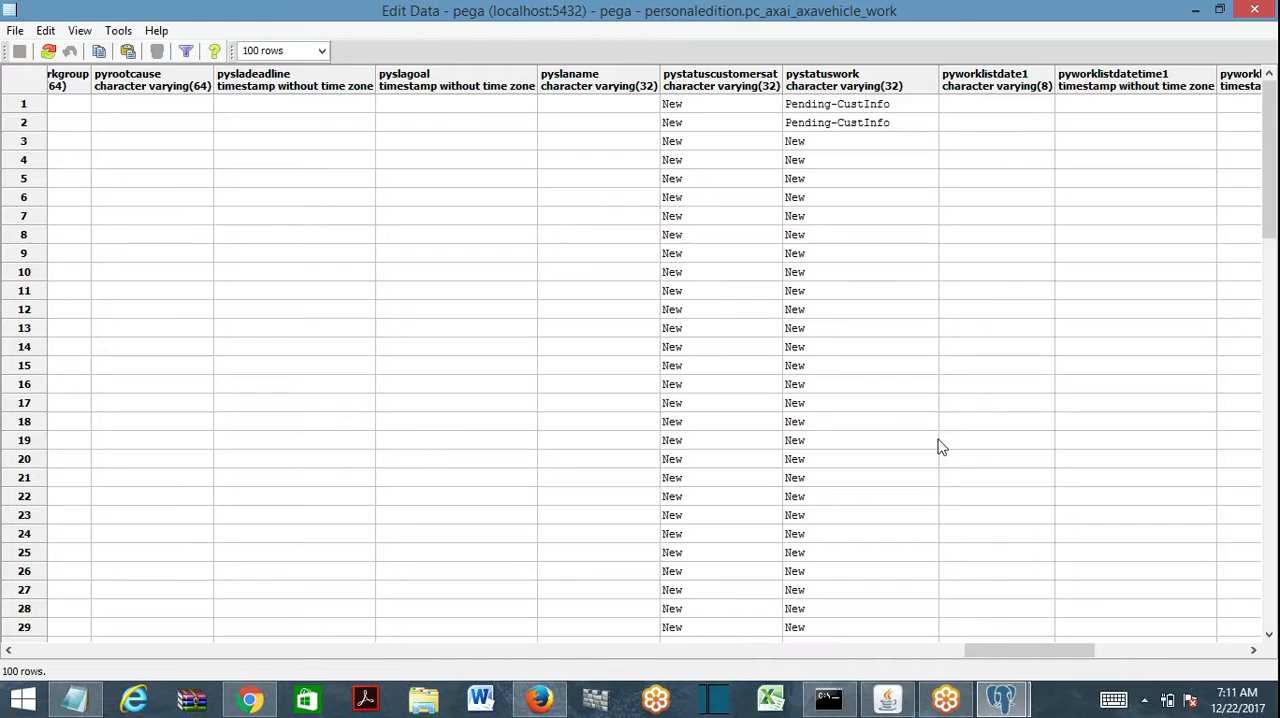 Edit Data - pega (localhost:5432) - pega - personaledition.pc_axai_axavehicle_work
File Edit View Tools Help
100 rows
rkgroup pyrootcause pysladeadline pyslagoal pyslaname pystatuscustomersat pystatuswork pyworklistdate1 pyworklistdatetime1 pyworkl
64) character varying(64) timestamp without time zone timestamp without time zone character varying(32) character varying(32) character varying(32) character varying(8) timestamp without time zone timesta
1 New Pending-CustInfo
2 New Pending-CustInfo
3 New New
4 New New
5 New New
6 New New
7 New New
8 New New
9 New New
10 New New
11 New New
12 New New
13 New New
14 New New
15 New New
16 New New
17 New New
18 New New
19 New New
20 New New
21 New New
22 New New
23 New New
24 New New
25 New New
26 New New
27 New New
28 New New
29 New New
100 rows.
7:11 AM
12/22/2017